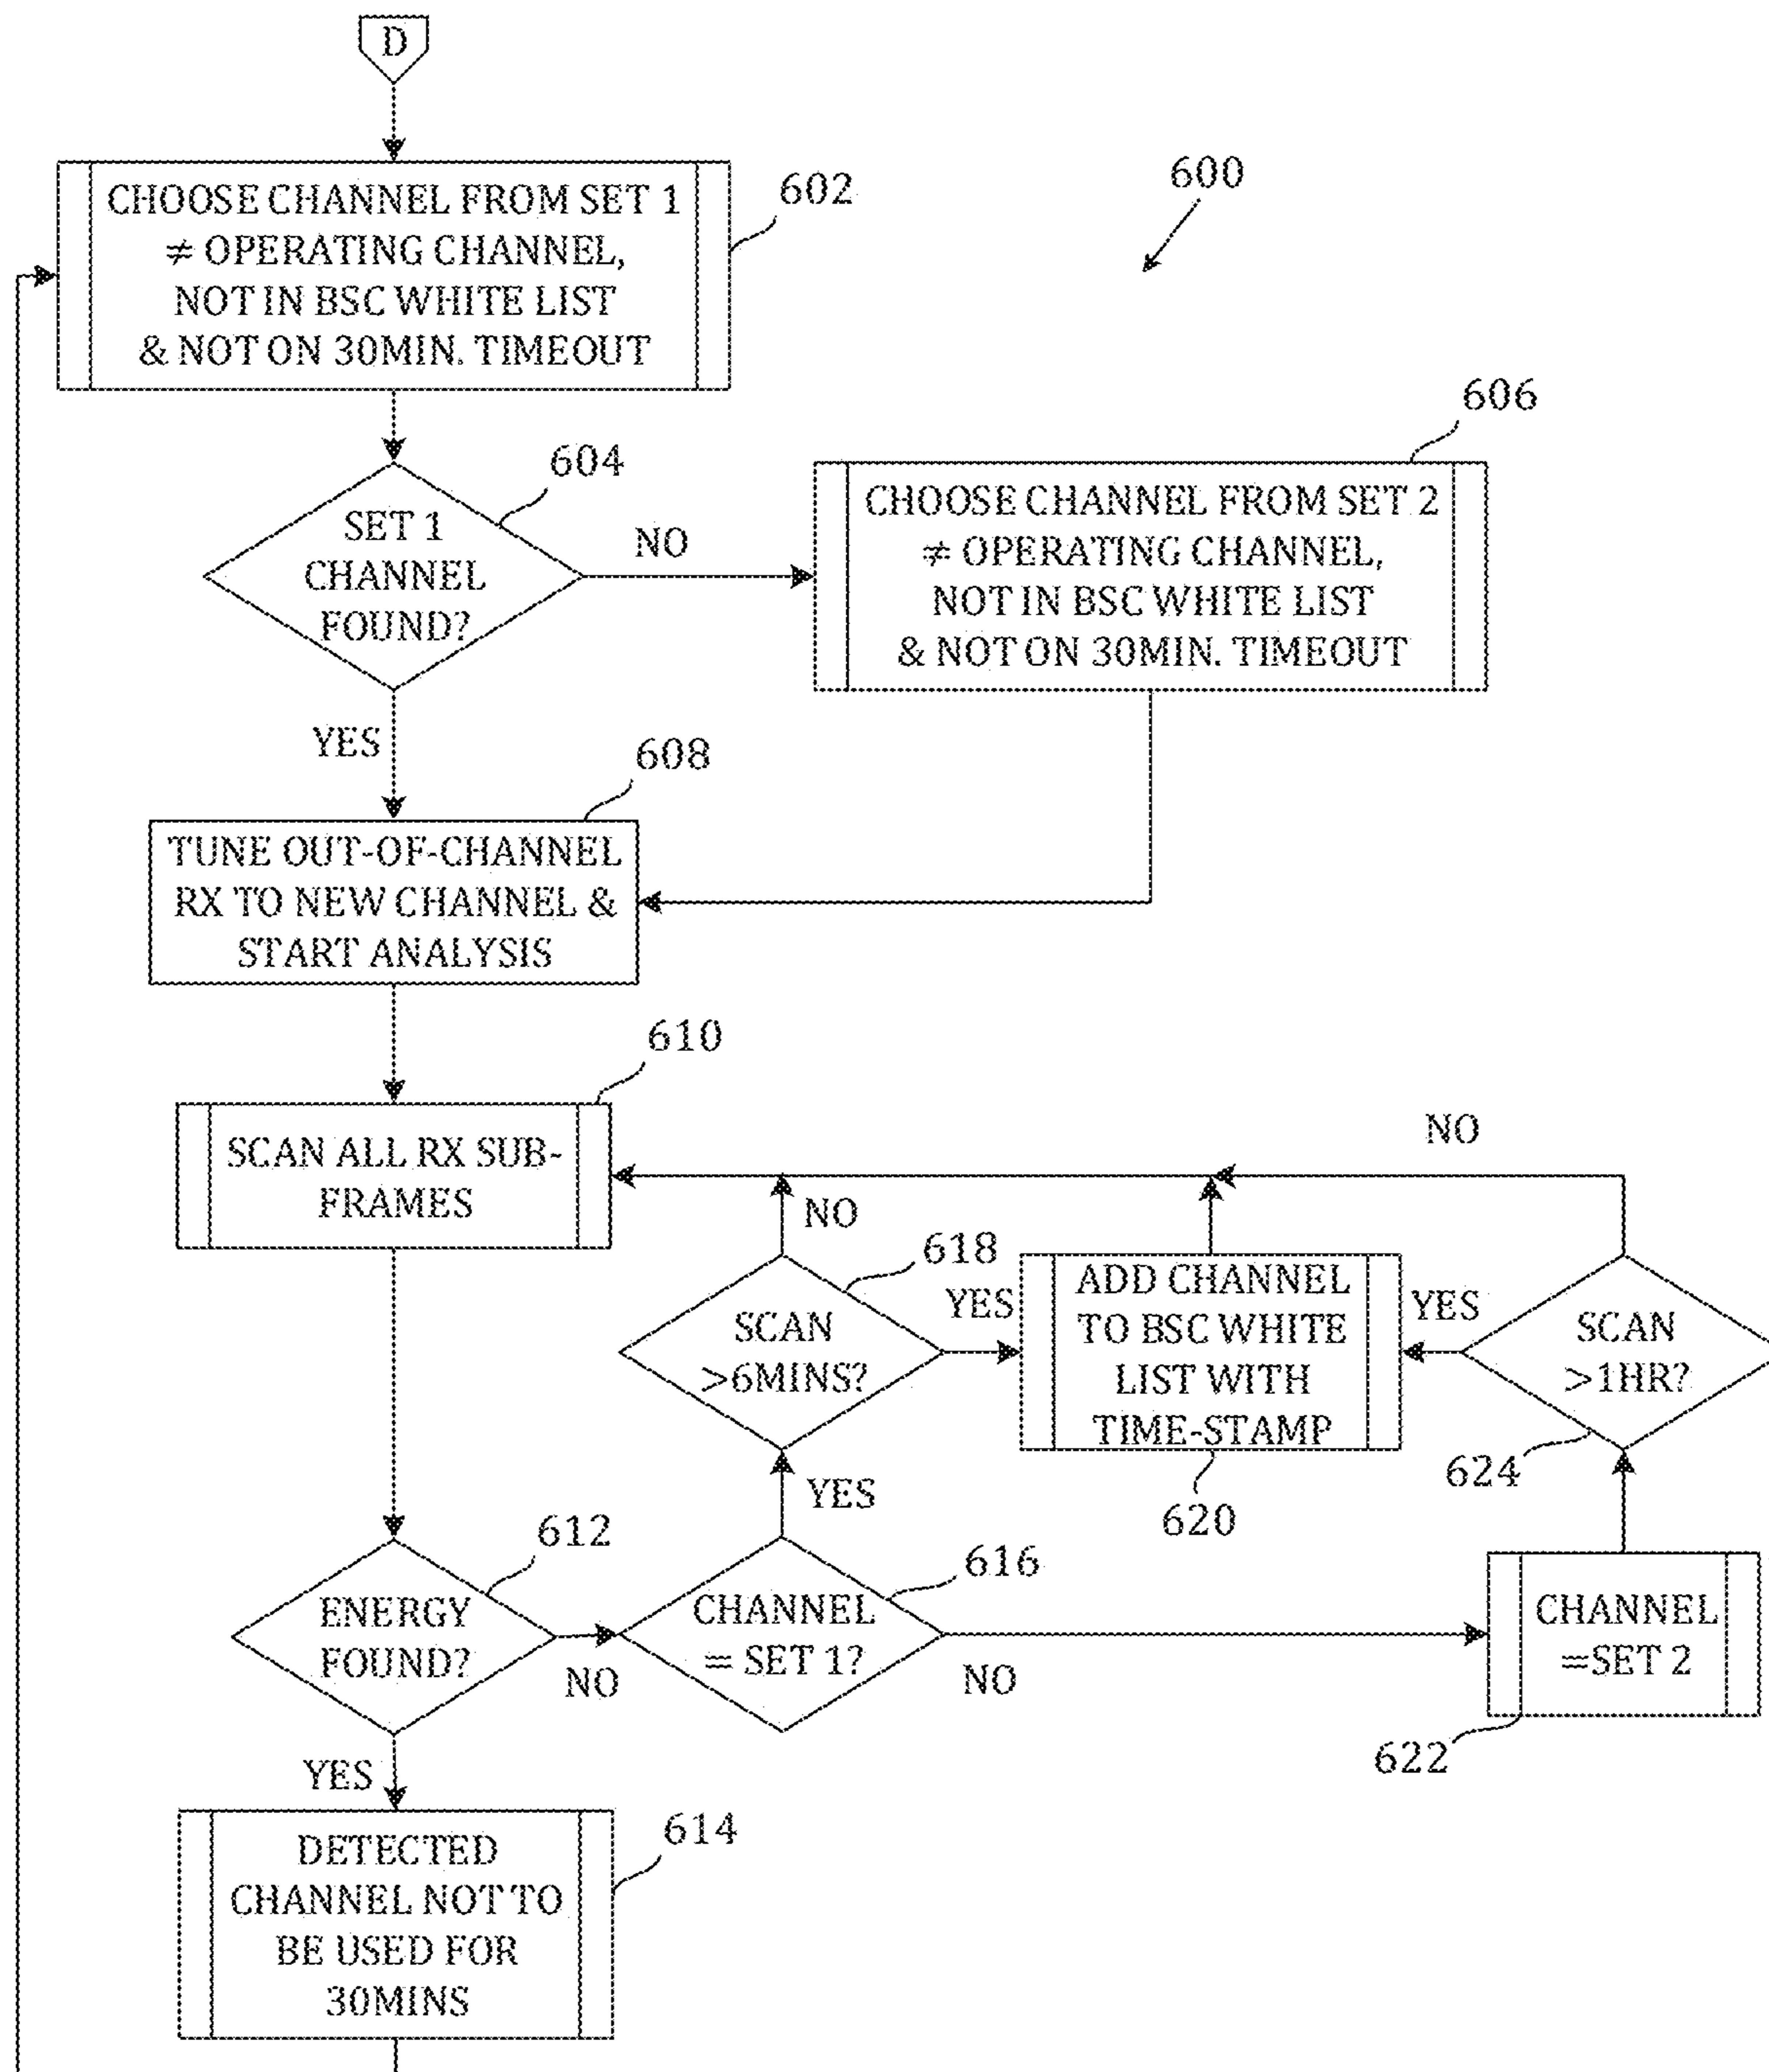 D
600
CHOOSE CHANNEL FROM SET 1
≠ OPERATING CHANNEL,
NOT IN BSC WHITE LIST
& NOT ON 30MIN. TIMEOUT
602
604
SET 1
CHANNEL
FOUND?
NO
YES
606
CHOOSE CHANNEL FROM SET 2
≠ OPERATING CHANNEL,
NOT IN BSC WHITE LIST
& NOT ON 30MIN. TIMEOUT
608
TUNE OUT-OF-CHANNEL
RX TO NEW CHANNEL &
START ANALYSIS
610
SCAN ALL RX SUB-
FRAMES
NO
NO
618
SCAN
>6MINS?
YES
ADD CHANNEL
TO BSC WHITE
LIST WITH
TIME-STAMP
620
YES
SCAN
>1HR?
624
YES
612
ENERGY
FOUND?
NO
616
CHANNEL
= SET 1?
NO
CHANNEL
=SET 2
622
YES
614
DETECTED
CHANNEL NOT TO
BE USED FOR
30MINS